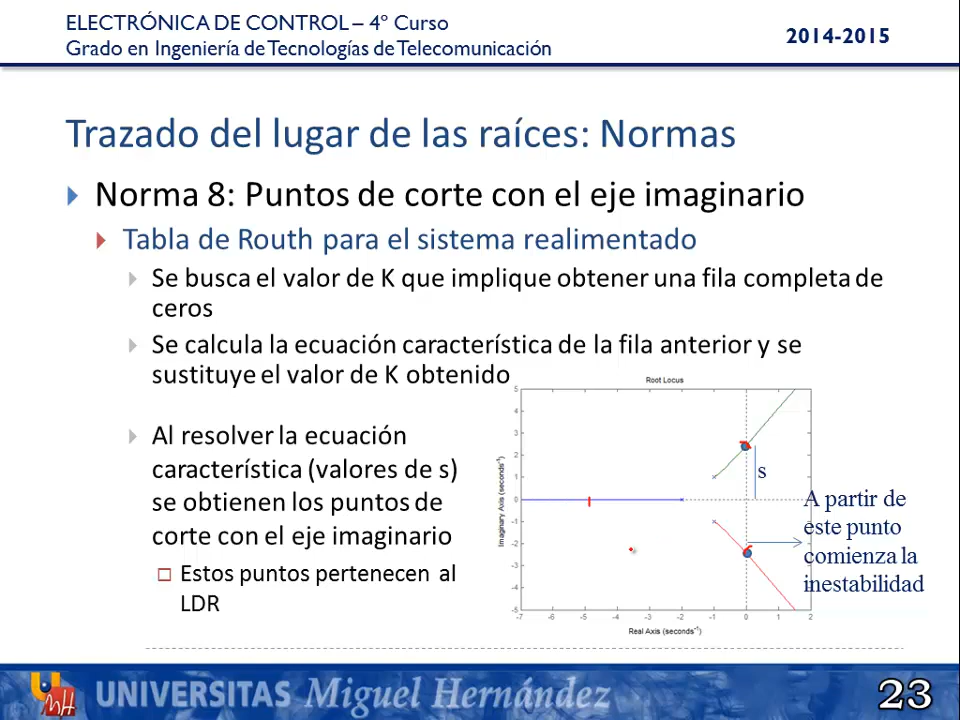 ELECTRÓNICA DE CONTROL – 4º Curso
Grado en Ingeniería de Tecnologías de Telecomunicación
2014-2015
Trazado del lugar de las raíces: Normas
Norma 8: Puntos de corte con el eje imaginario
Tabla de Routh para el sistema realimentado
Se busca el valor de K que implique obtener una fila completa de
ceros
Se calcula la ecuación característica de la fila anterior y se
sustituye el valor de K obtenido
Al resolver la ecuación
característica (valores de s)
se obtienen los puntos de
corte con el eje imaginario
Estos puntos pertenecen al
LDR
Root Locus
5
4
3
2
1
0
-1
-2
-3
-4
-5
Imaginary Axis (seconds⁻¹)
-7 -6 -5 -4 -3 -2 -1 0 1 2
Real Axis (seconds⁻¹)
s
A partir de
este punto
comienza la
inestabilidad
UNIVERSITAS Miguel Hernández
23